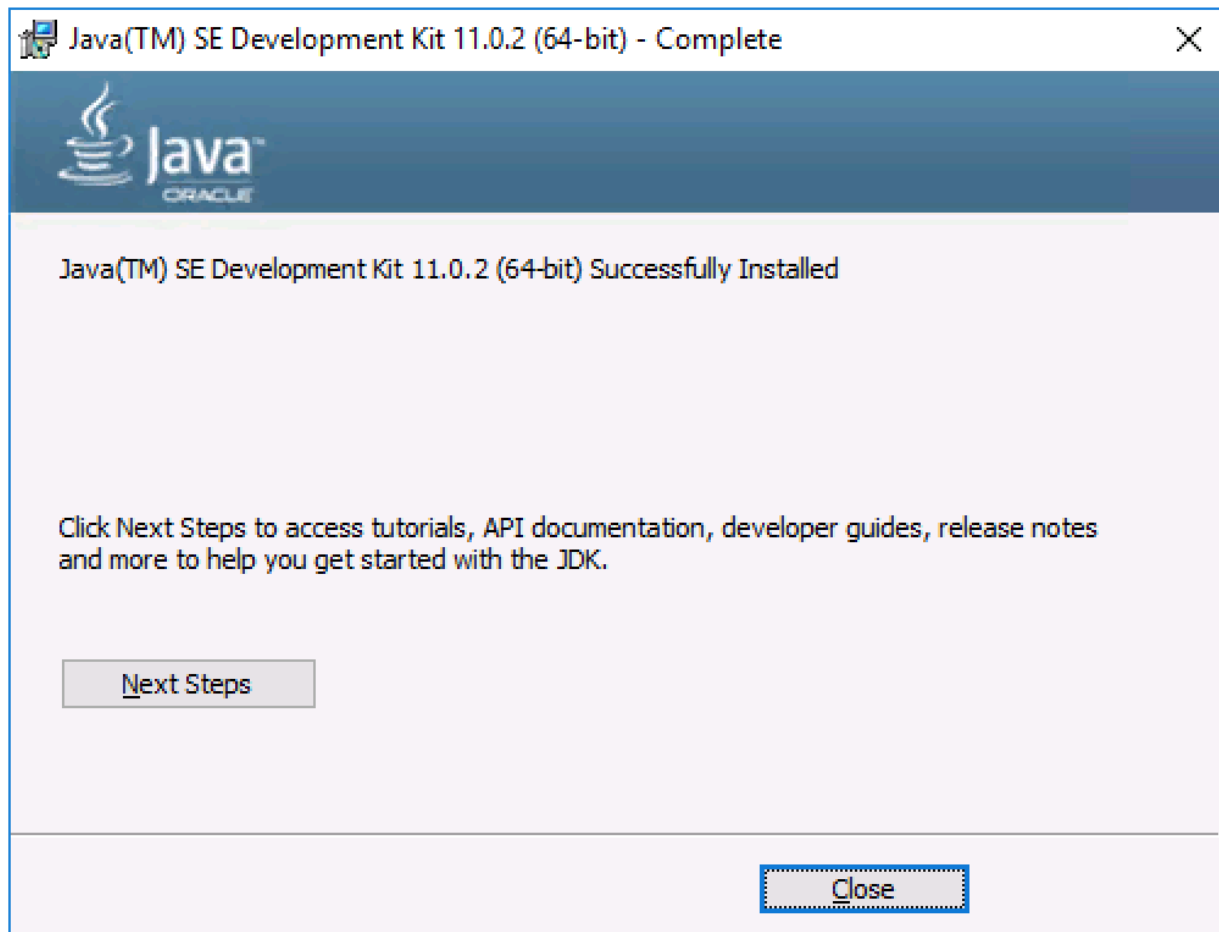 Java(TM) SE Development Kit 11.0.2 (64-bit) - Complete
Java™
ORACLE
Java(TM) SE Development Kit 11.0.2 (64-bit) Successfully Installed
Click Next Steps to access tutorials, API documentation, developer guides, release notes
and more to help you get started with the JDK.
Next Steps
Close